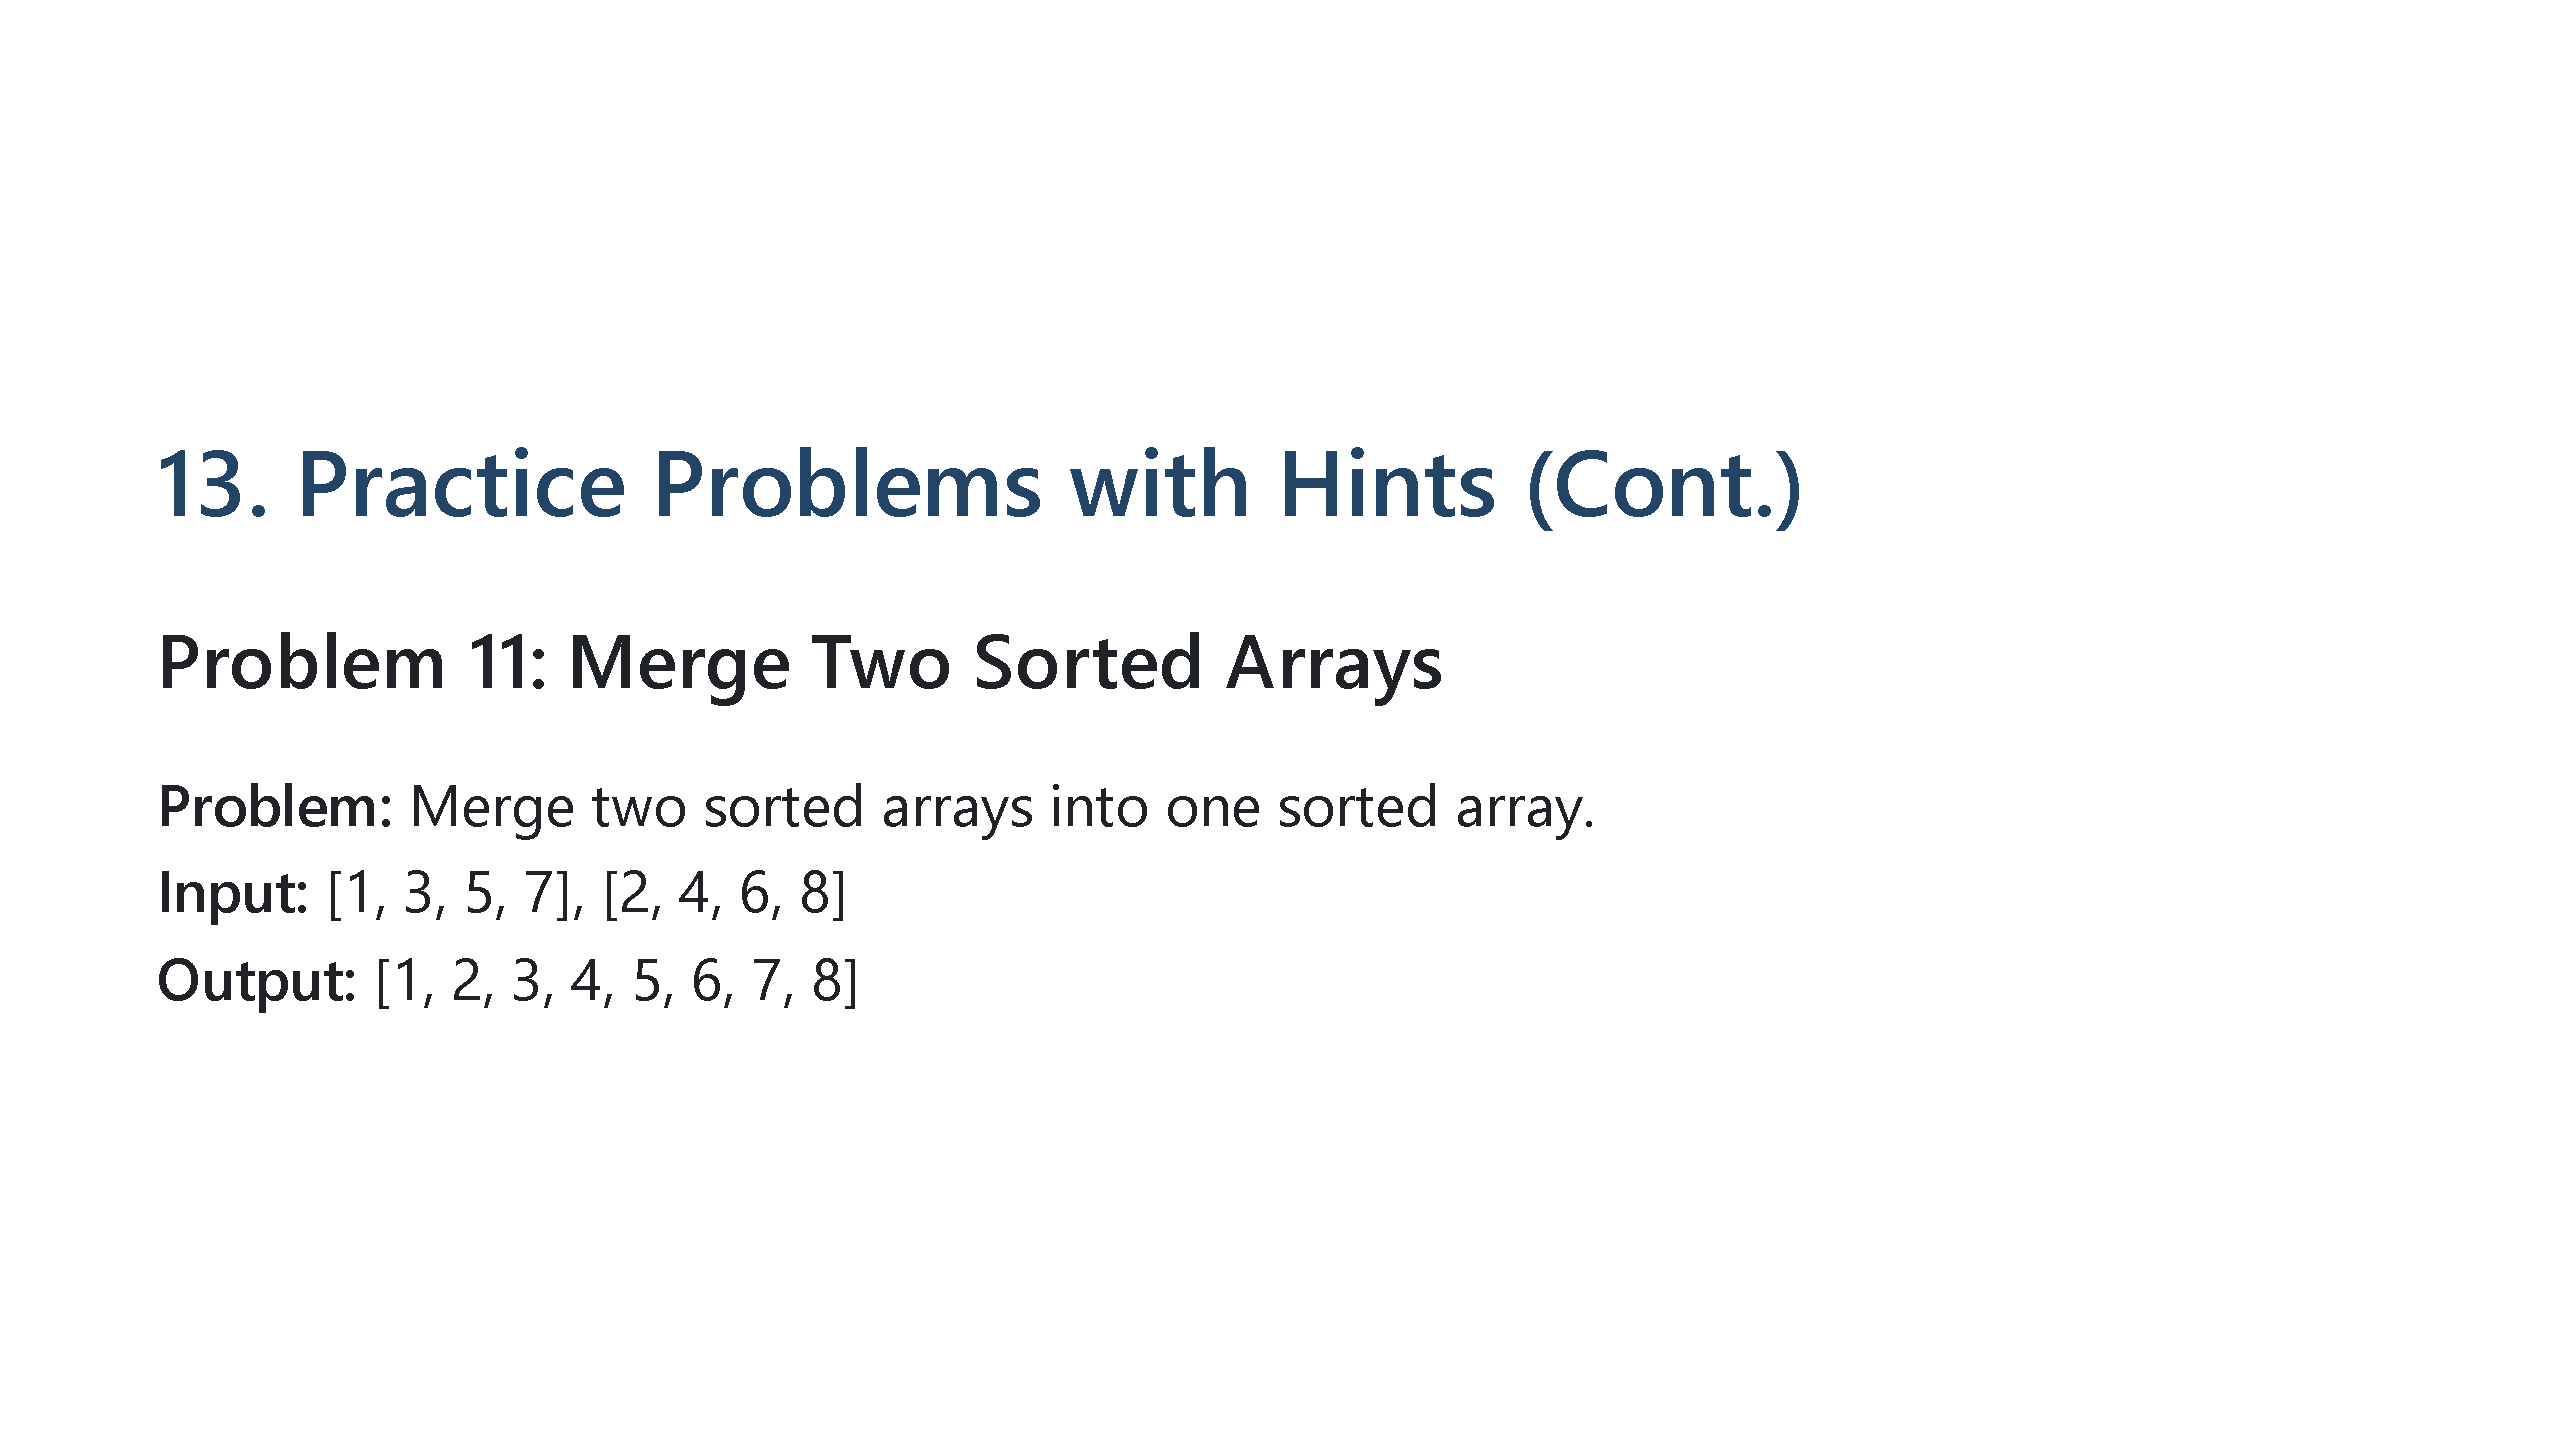 13. Practice Problems with Hints (Cont.)
Problem 11: Merge Two Sorted Arrays
Problem: Merge two sorted arrays into one sorted array.
Input: [1, 3, 5, 7], [2, 4, 6, 8]
Output: [1, 2, 3, 4, 5, 6, 7, 8]